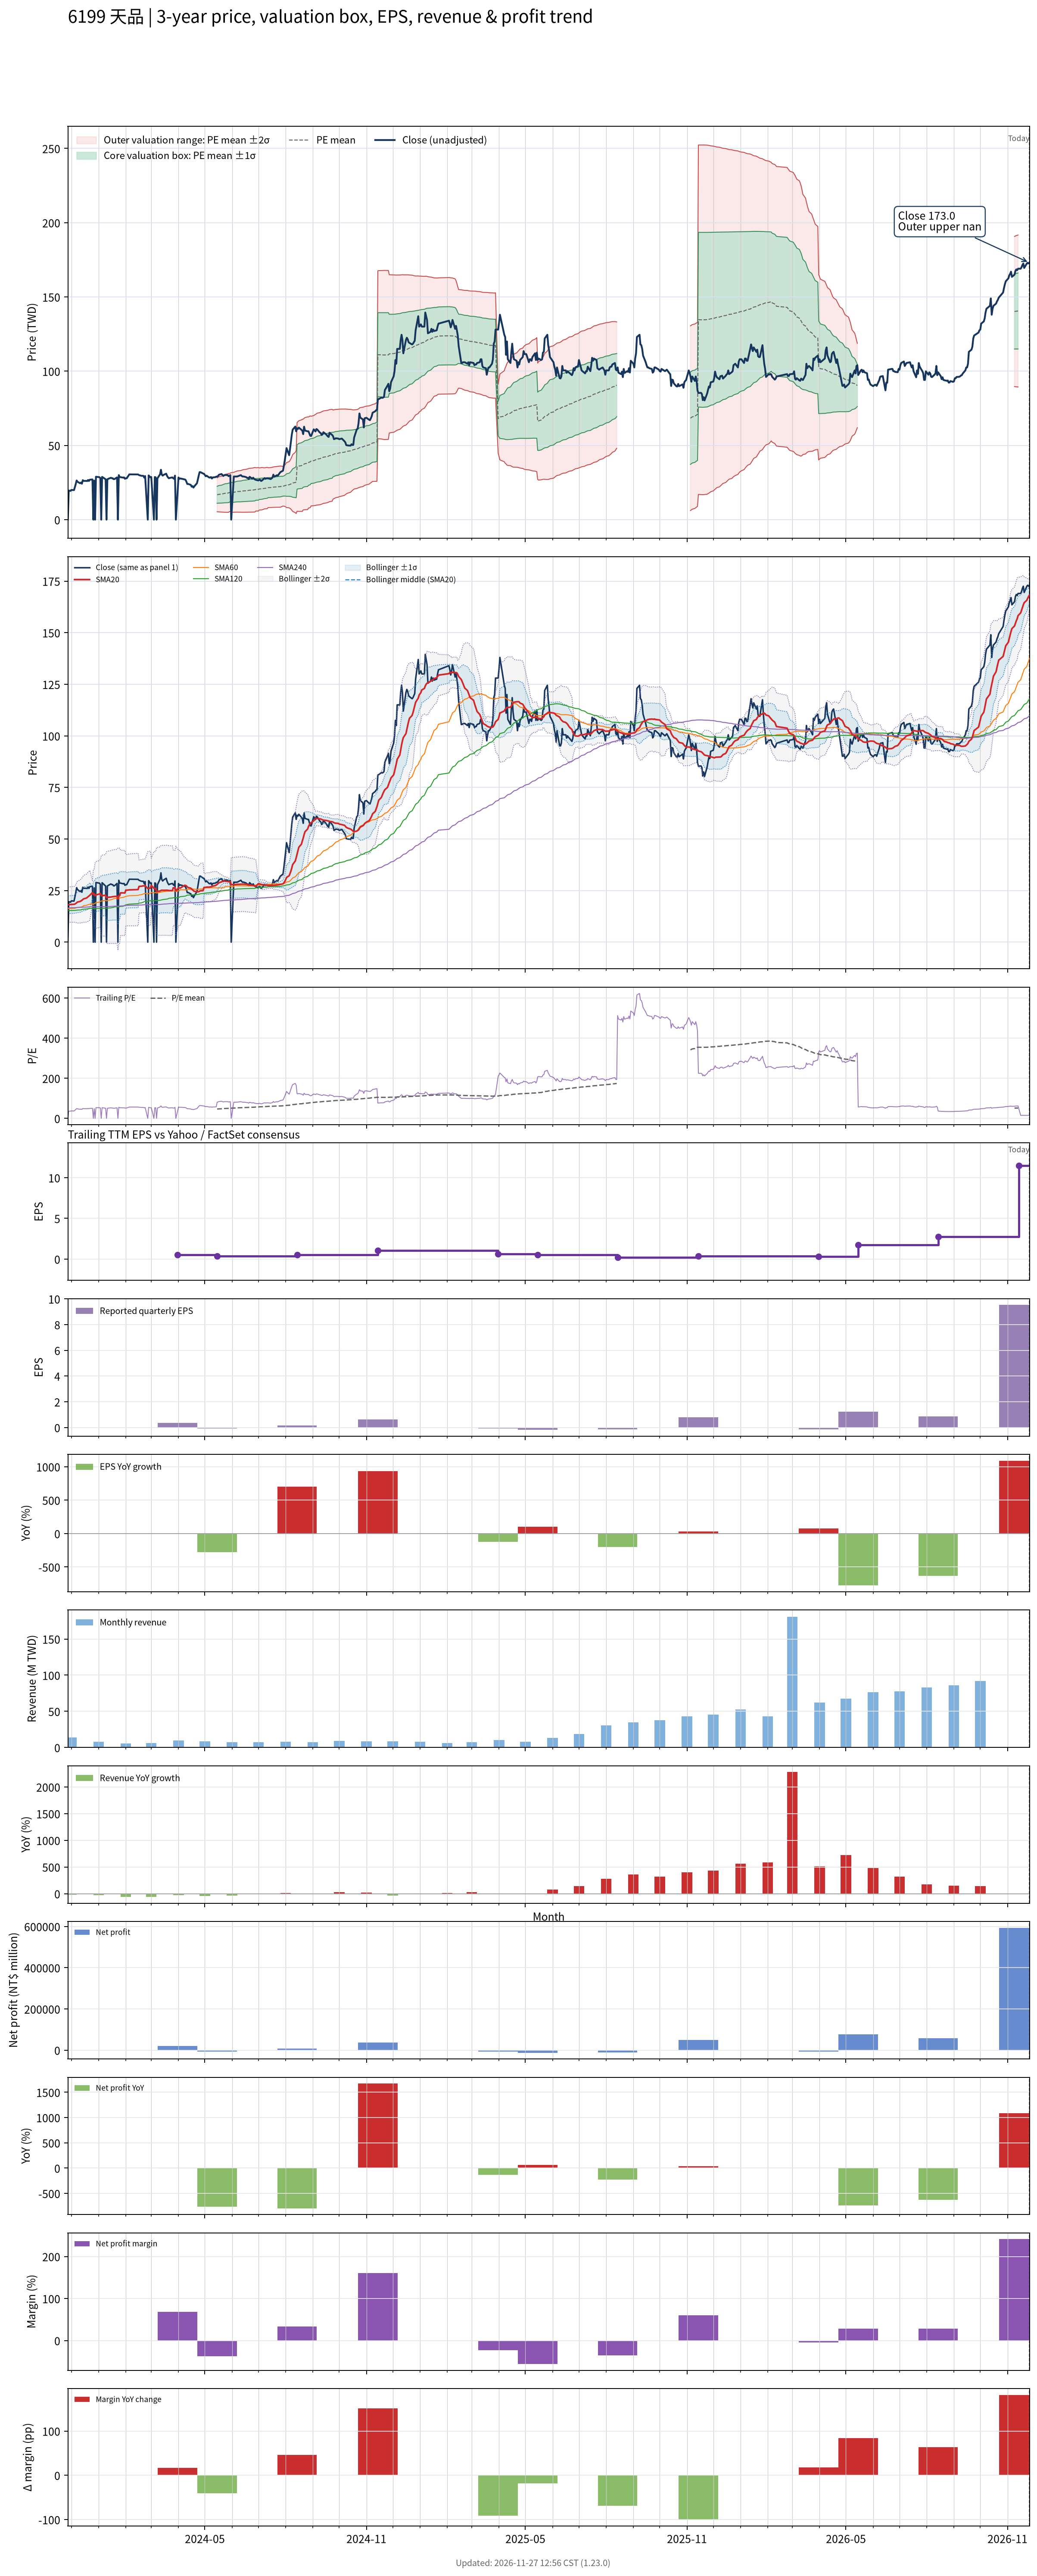 6199 天品 | 3-year price, valuation box, EPS, revenue & profit trend
Outer valuation range: PE mean ±2σ
PE mean
Close (unadjusted)
Core valuation box: PE mean ±1σ
Today
Close 173.0
Outer upper nan
Price (TWD)
250
200
150
100
50
0
Close (same as panel 1)
SMA20
SMA60
SMA120
SMA240
Bollinger ±2σ
Bollinger ±1σ
Bollinger middle (SMA20)
Price
175
150
125
100
75
50
25
0
Trailing P/E
P/E mean
P/E
600
400
200
0
Trailing TTM EPS vs Yahoo / FactSet consensus
Today
EPS
10
5
0
Reported quarterly EPS
EPS
10
8
6
4
2
0
EPS YoY growth
YoY (%)
1000
500
0
-500
Monthly revenue
Revenue (M TWD)
150
100
50
0
Revenue YoY growth
YoY (%)
2000
1500
1000
500
0
Month
Net profit
Net profit (NT$ million)
600000
400000
200000
0
Net profit YoY
YoY (%)
1500
1000
500
0
-500
Net profit margin
Margin (%)
200
100
0
Margin YoY change
Δ margin (pp)
100
0
-100
2024-05
2024-11
2025-05
2025-11
2026-05
2026-11
Updated: 2026-11-27 12:56 CST (1.23.0)